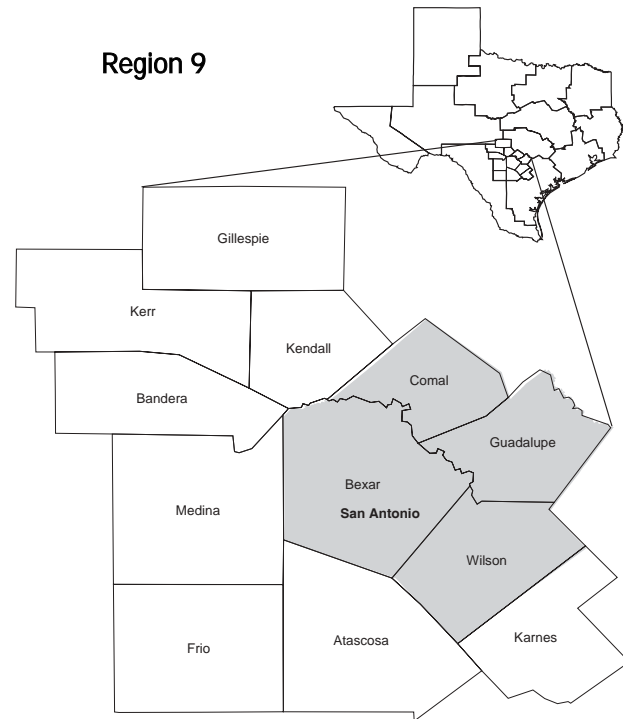 Region 9
Gillespie
Kerr
Kendall
Comal
Bandera
Guadalupe
Bexar
Medina
San Antonio
Wilson
Atascosa
Karnes
Frio